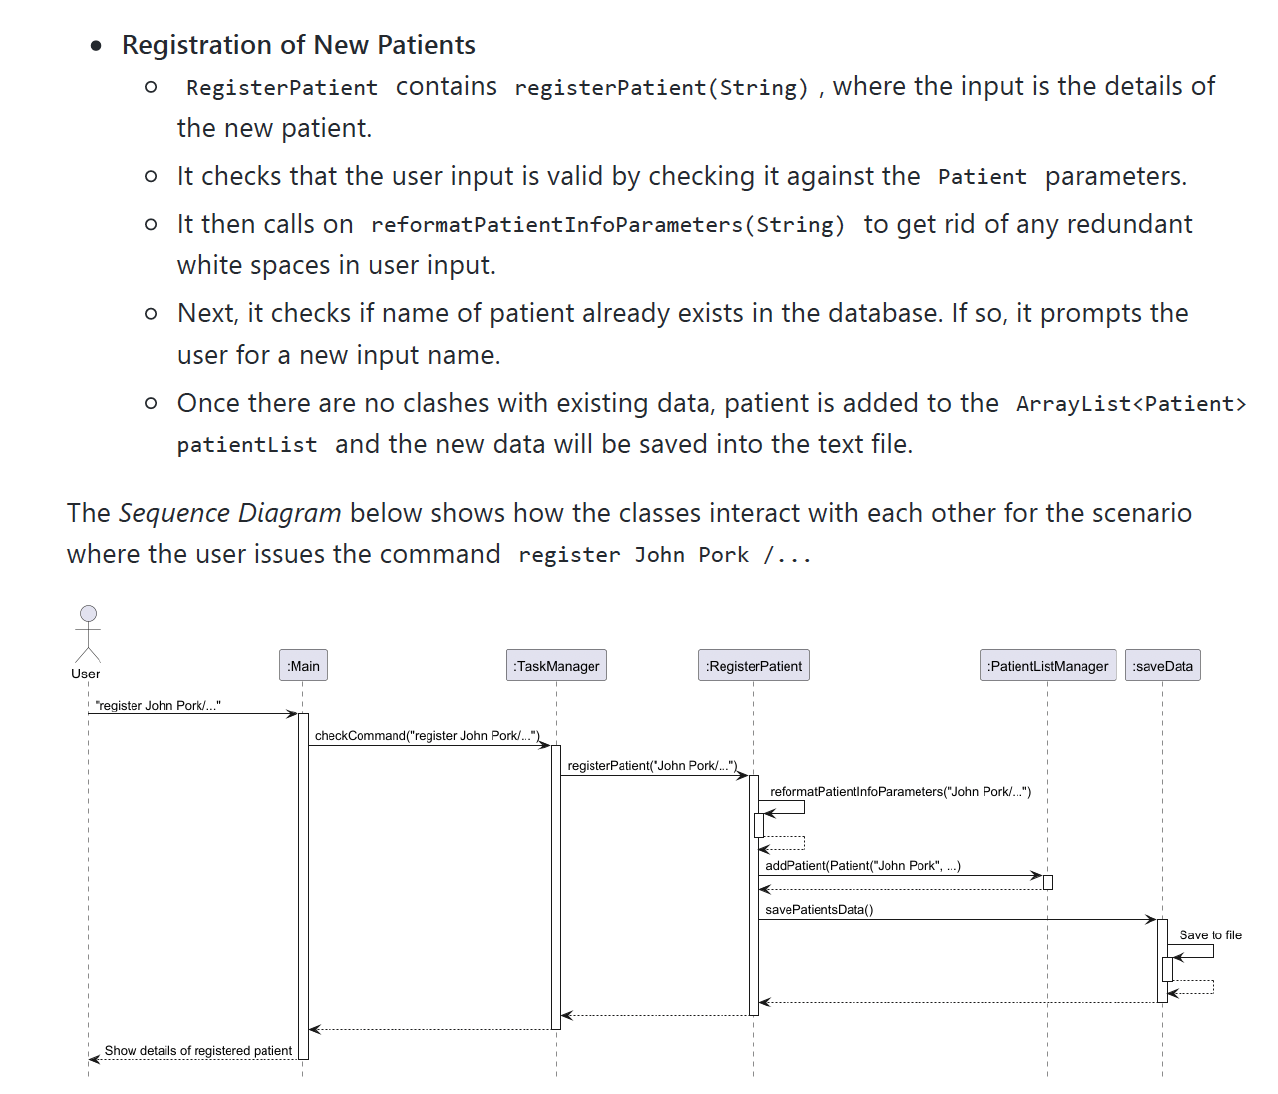 Registration of New Patients
RegisterPatient contains registerPatient(String) , where the input is the details of
the new patient.
It checks that the user input is valid by checking it against the Patient parameters.
It then calls on reformatPatientInfoParameters(String) to get rid of any redundant
white spaces in user input.
Next, it checks if name of patient already exists in the database. If so, it prompts the
user for a new input name.
Once there are no clashes with existing data, patient is added to the ArrayList<Patient>
patientList and the new data will be saved into the text file.
The Sequence Diagram below shows how the classes interact with each other for the scenario
where the user issues the command register John Pork /...
User
:Main
:TaskManager
:RegisterPatient
:PatientListManager
:saveData
"register John Pork/..."
checkCommand("register John Pork/...")
registerPatient("John Pork/...")
reformatPatientInfoParameters("John Pork/...")
addPatient(Patient("John Pork", ...)
savePatientsData()
Save to file
Show details of registered patient